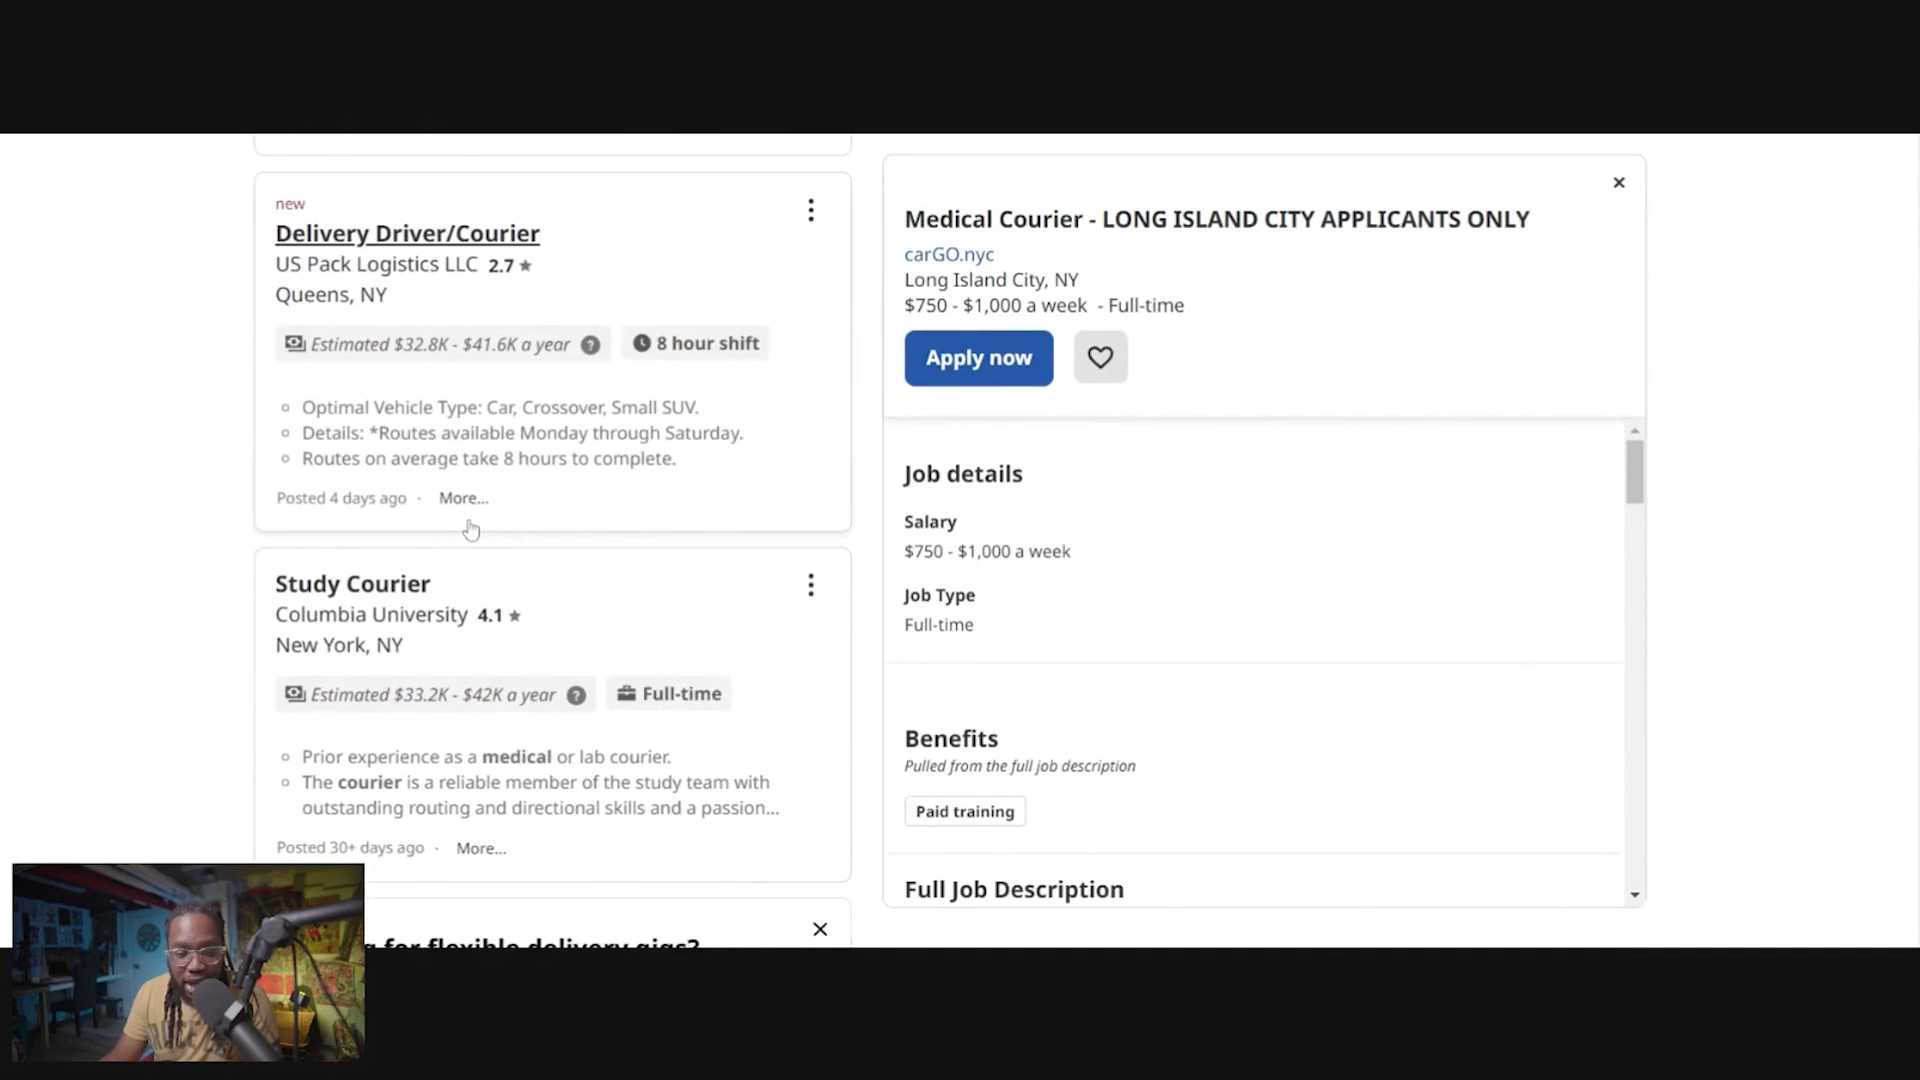 new
Delivery Driver/Courier
US Pack Logistics LLC 2.7 ★
Queens, NY
Estimated $32.8K - $41.6K a year ?
8 hour shift
Optimal Vehicle Type: Car, Crossover, Small SUV.
Details: *Routes available Monday through Saturday.
Routes on average take 8 hours to complete.
Posted 4 days ago · More...
Study Courier
Columbia University 4.1 ★
New York, NY
Estimated $33.2K - $42K a year ?
Full-time
Prior experience as a medical or lab courier.
The courier is a reliable member of the study team with
outstanding routing and directional skills and a passion...
Posted 30+ days ago · More...
for flexible delivery gigs?
Medical Courier - LONG ISLAND CITY APPLICANTS ONLY
carGO.nyc
Long Island City, NY
$750 - $1,000 a week - Full-time
Apply now
Job details
Salary
$750 - $1,000 a week
Job Type
Full-time
Benefits
Pulled from the full job description
Paid training
Full Job Description